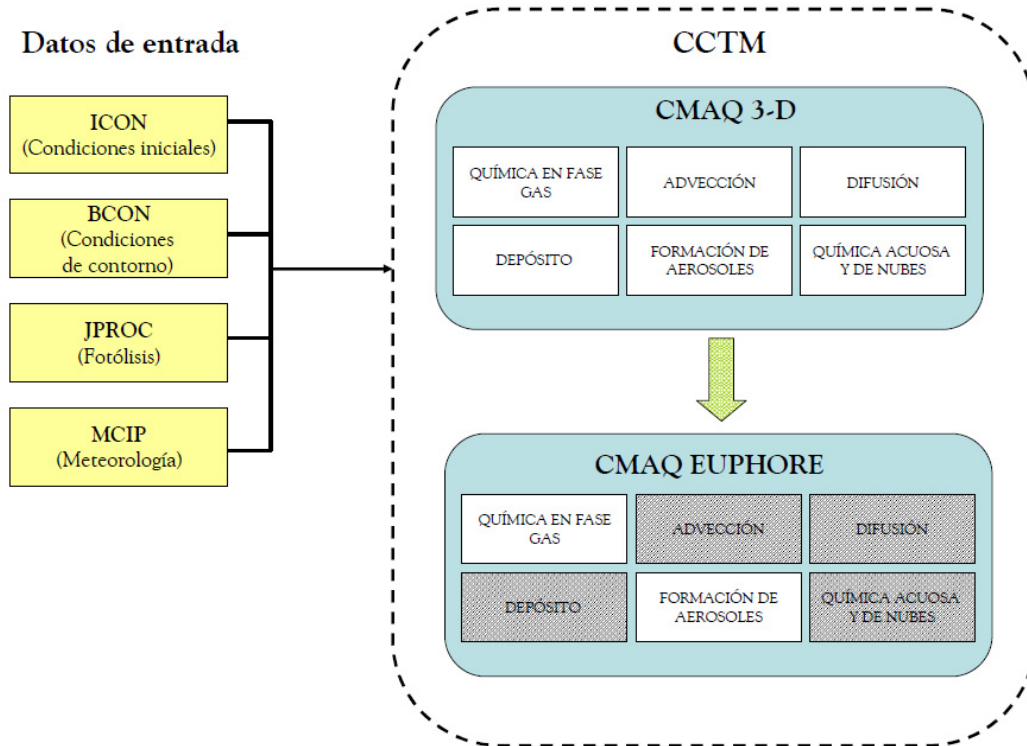 Datos de entrada
ICON
(Condiciones iniciales)
BCON
(Condiciones
de contorno)
JPROC
(Fotólisis)
MCIP
(Meteorología)
CCTM
CMAQ 3-D
QUÍMICA EN FASE
GAS
ADVECCIÓN
DIFUSIÓN
DEPÓSITO
FORMACIÓN DE
AEROSOLES
QUÍMICA ACUOSA
Y DE NUBES
CMAQ EUPHORE
QUÍMICA EN FASE
GAS
ADVECCIÓN
DIFUSIÓN
DEPÓSITO
FORMACIÓN DE
AEROSOLES
QUÍMICA ACUOSA
Y DE NUBES